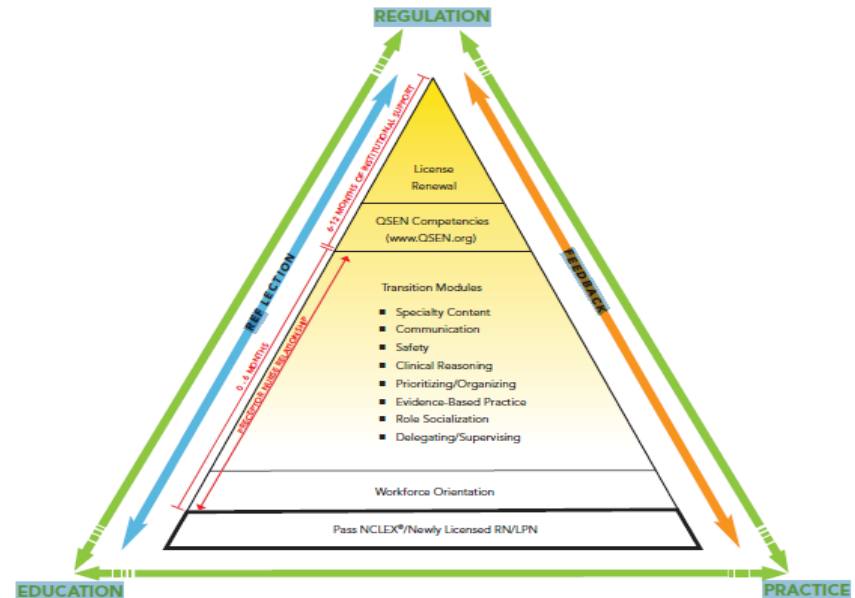 REGULATION
6-12 MONTHS OF INSTITUTIONAL SUPPORT
License
Renewal
QSEN Competencies
(www.QSEN.org)
REFLECTION
FEEDBACK
Transition Modules
■ Specialty Content
■ Communication
■ Safety
■ Clinical Reasoning
■ Prioritizing/Organizing
■ Evidence-Based Practice
■ Role Socialization
■ Delegating/Supervising
0 - 6 MONTHS
PRECEPTOR NURSE RELATIONSHIP
Workforce Orientation
Pass NCLEX®/Newly Licensed RN/LPN
EDUCATION
PRACTICE